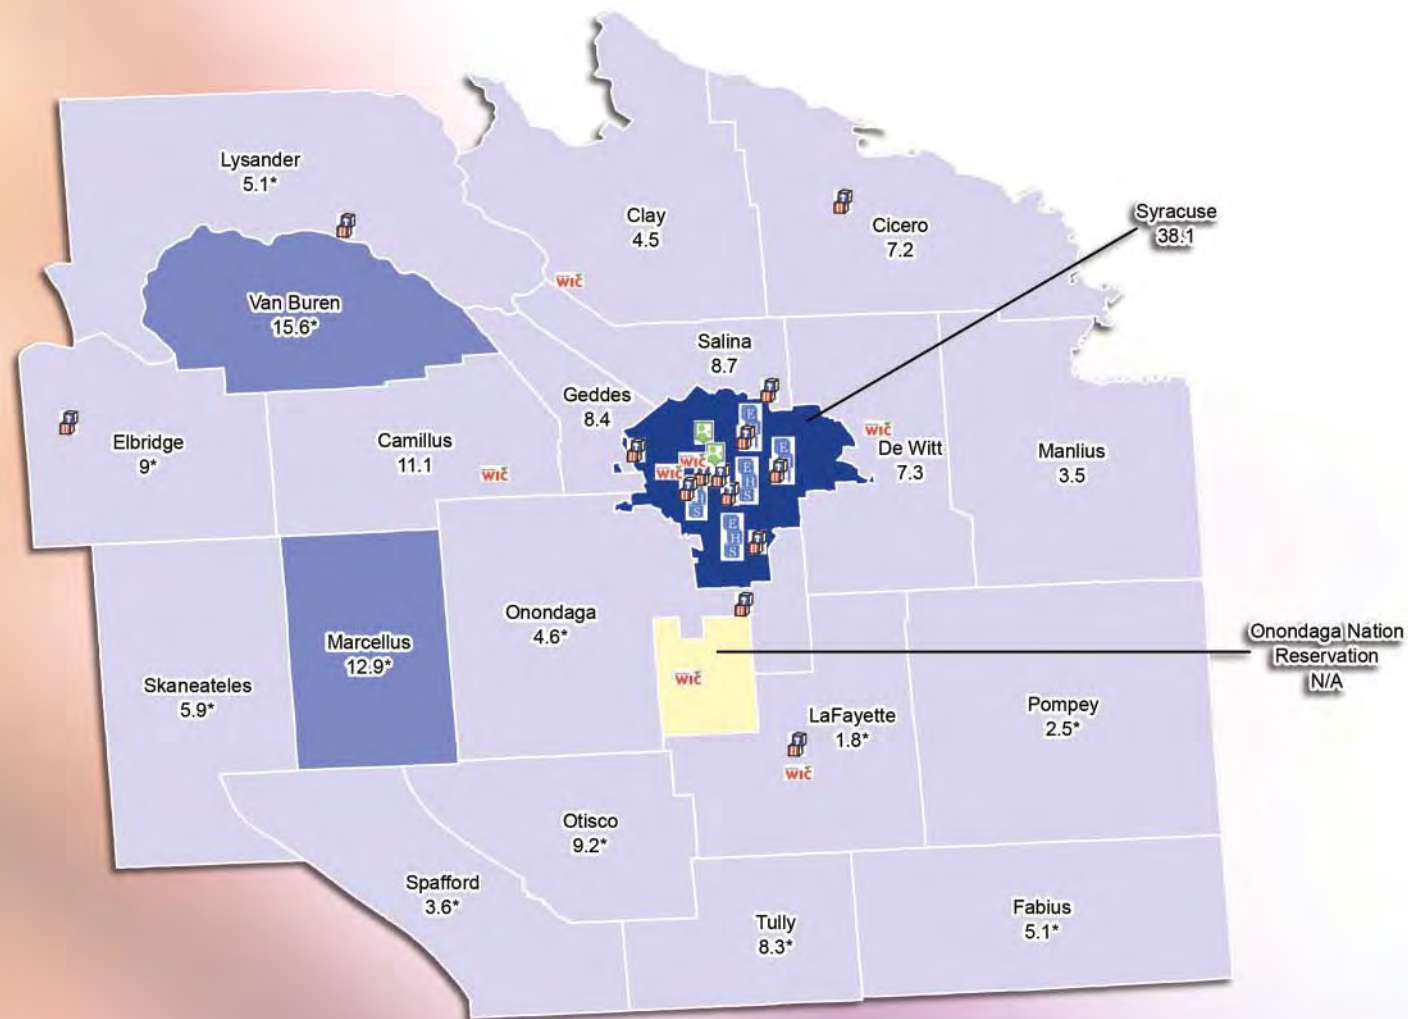 Lysander
5.1*
Clay
4.5
Cicero
7.2
Syracuse
38.1
WIC
Van Buren
15.6*
Salina
8.7
Geddes
8.4
Elbridge
9*
Camillus
11.1
WIC
E
E
WIC
De Witt
7.3
Manlius
3.5
WIC
WIC
E
H
S
S
E
H
S
Onondaga
4.6*
Marcellus
12.9*
Skaneateles
5.9*
Onondaga Nation
Reservation
N/A
WIC
LaFayette
1.8*
WIC
Pompey
2.5*
Otisco
9.2*
Spafford
3.6*
Tully
8.3*
Fabius
5.1*